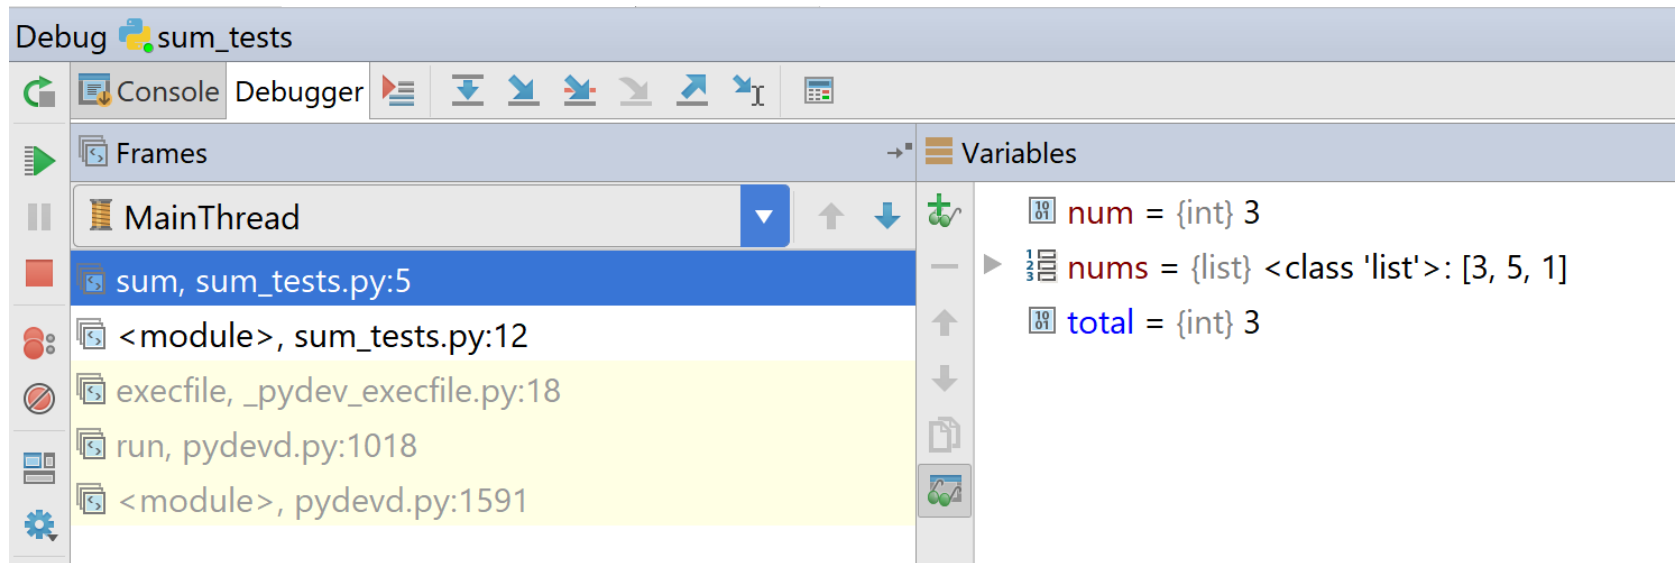 Debug sum_tests
Console Debugger
Frames
Variables
MainThread
sum, sum_tests.py:5
<module>, sum_tests.py:12
execfile, _pydev_execfile.py:18
run, pydevd.py:1018
<module>, pydevd.py:1591
num = {int} 3
nums = {list} <class 'list'>: [3, 5, 1]
total = {int} 3